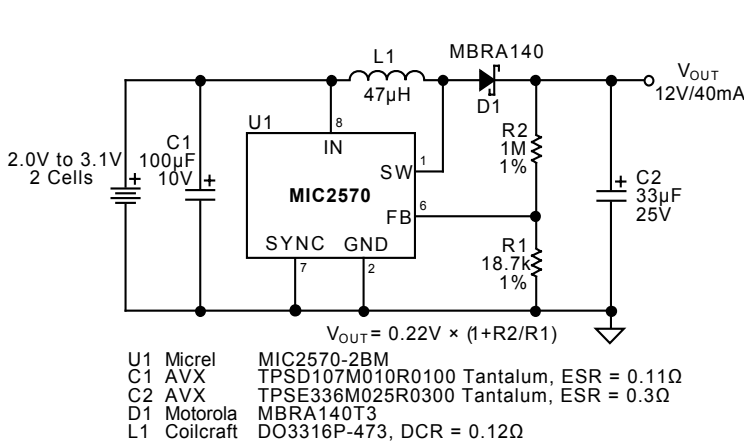 L1
47µH
MBRA140
D1
VOUT
12V/40mA
U1
8
IN
2.0V to 3.1V
2 Cells
+
C1
100µF
10V
+
SW
1
MIC2570
FB
6
R2
1M
1%
+
C2
33µF
25V
SYNC
GND
7
2
R1
18.7k
1%
VOUT = 0.22V × (1+R2/R1)
U1 Micrel MIC2570-2BM
C1 AVX TPSD107M010R0100 Tantalum, ESR = 0.11Ω
C2 AVX TPSE336M025R0300 Tantalum, ESR = 0.3Ω
D1 Motorola MBRA140T3
L1 Coilcraft DO3316P-473, DCR = 0.12Ω